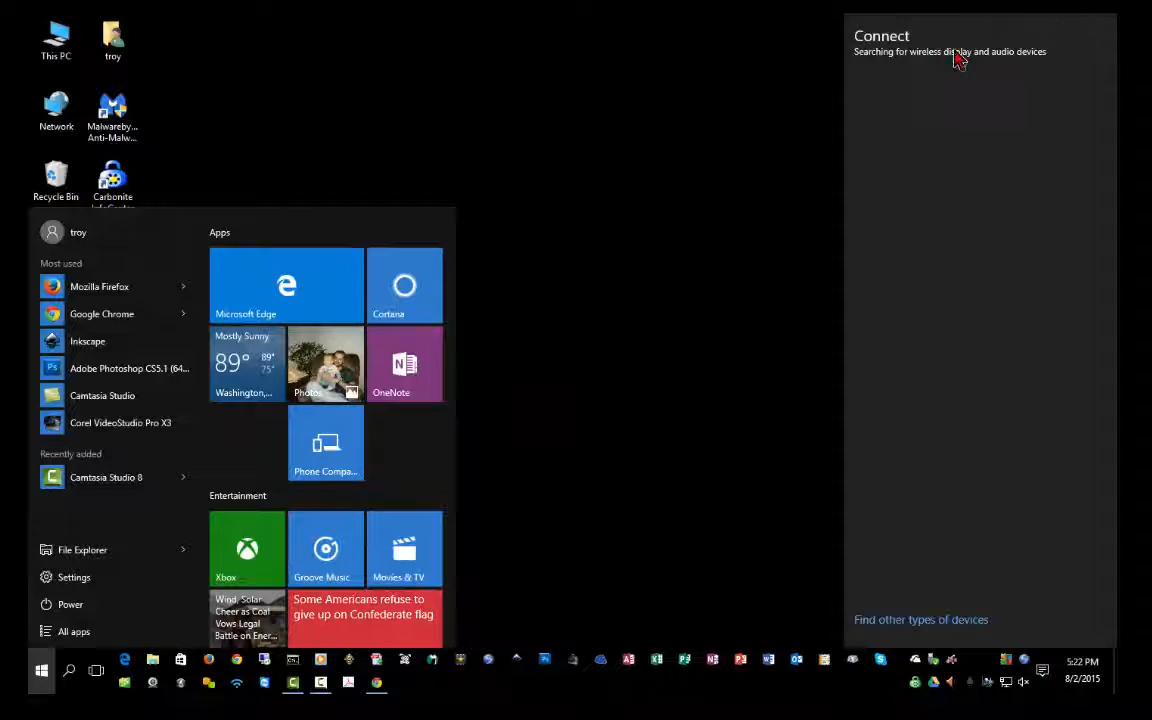 This PC
troy
Network
Malwareby...
Anti-Malw...
Recycle Bin
Carbonite
troy
Most used
Mozilla Firefox
Google Chrome
Inkscape
Adobe Photoshop CS5.1 (64...
Camtasia Studio
Corel VideoStudio Pro X3
Recently added
Camtasia Studio 8
File Explorer
Settings
Power
All apps
Apps
Microsoft Edge
Cortana
Mostly Sunny
89° 89°
75°
Washington,...
Photos
OneNote
Phone Compa...
Entertainment
Xbox
Groove Music
Movies & TV
Wind, Solar
Cheer as Coal
Vows Legal
Battle on Ener...
Some Americans refuse to
give up on Confederate flag
Connect
Searching for wireless display and audio devices
Find other types of devices
5:22 PM
8/2/2015